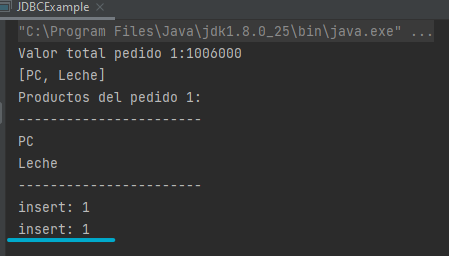 JDBCExample ×
"C:\Program Files\Java\jdk1.8.0_25\bin\java.exe" ...
Valor total pedido 1:1006000
[PC, Leche]
Productos del pedido 1:
-----------------------
PC
Leche
-----------------------
insert: 1
insert: 1